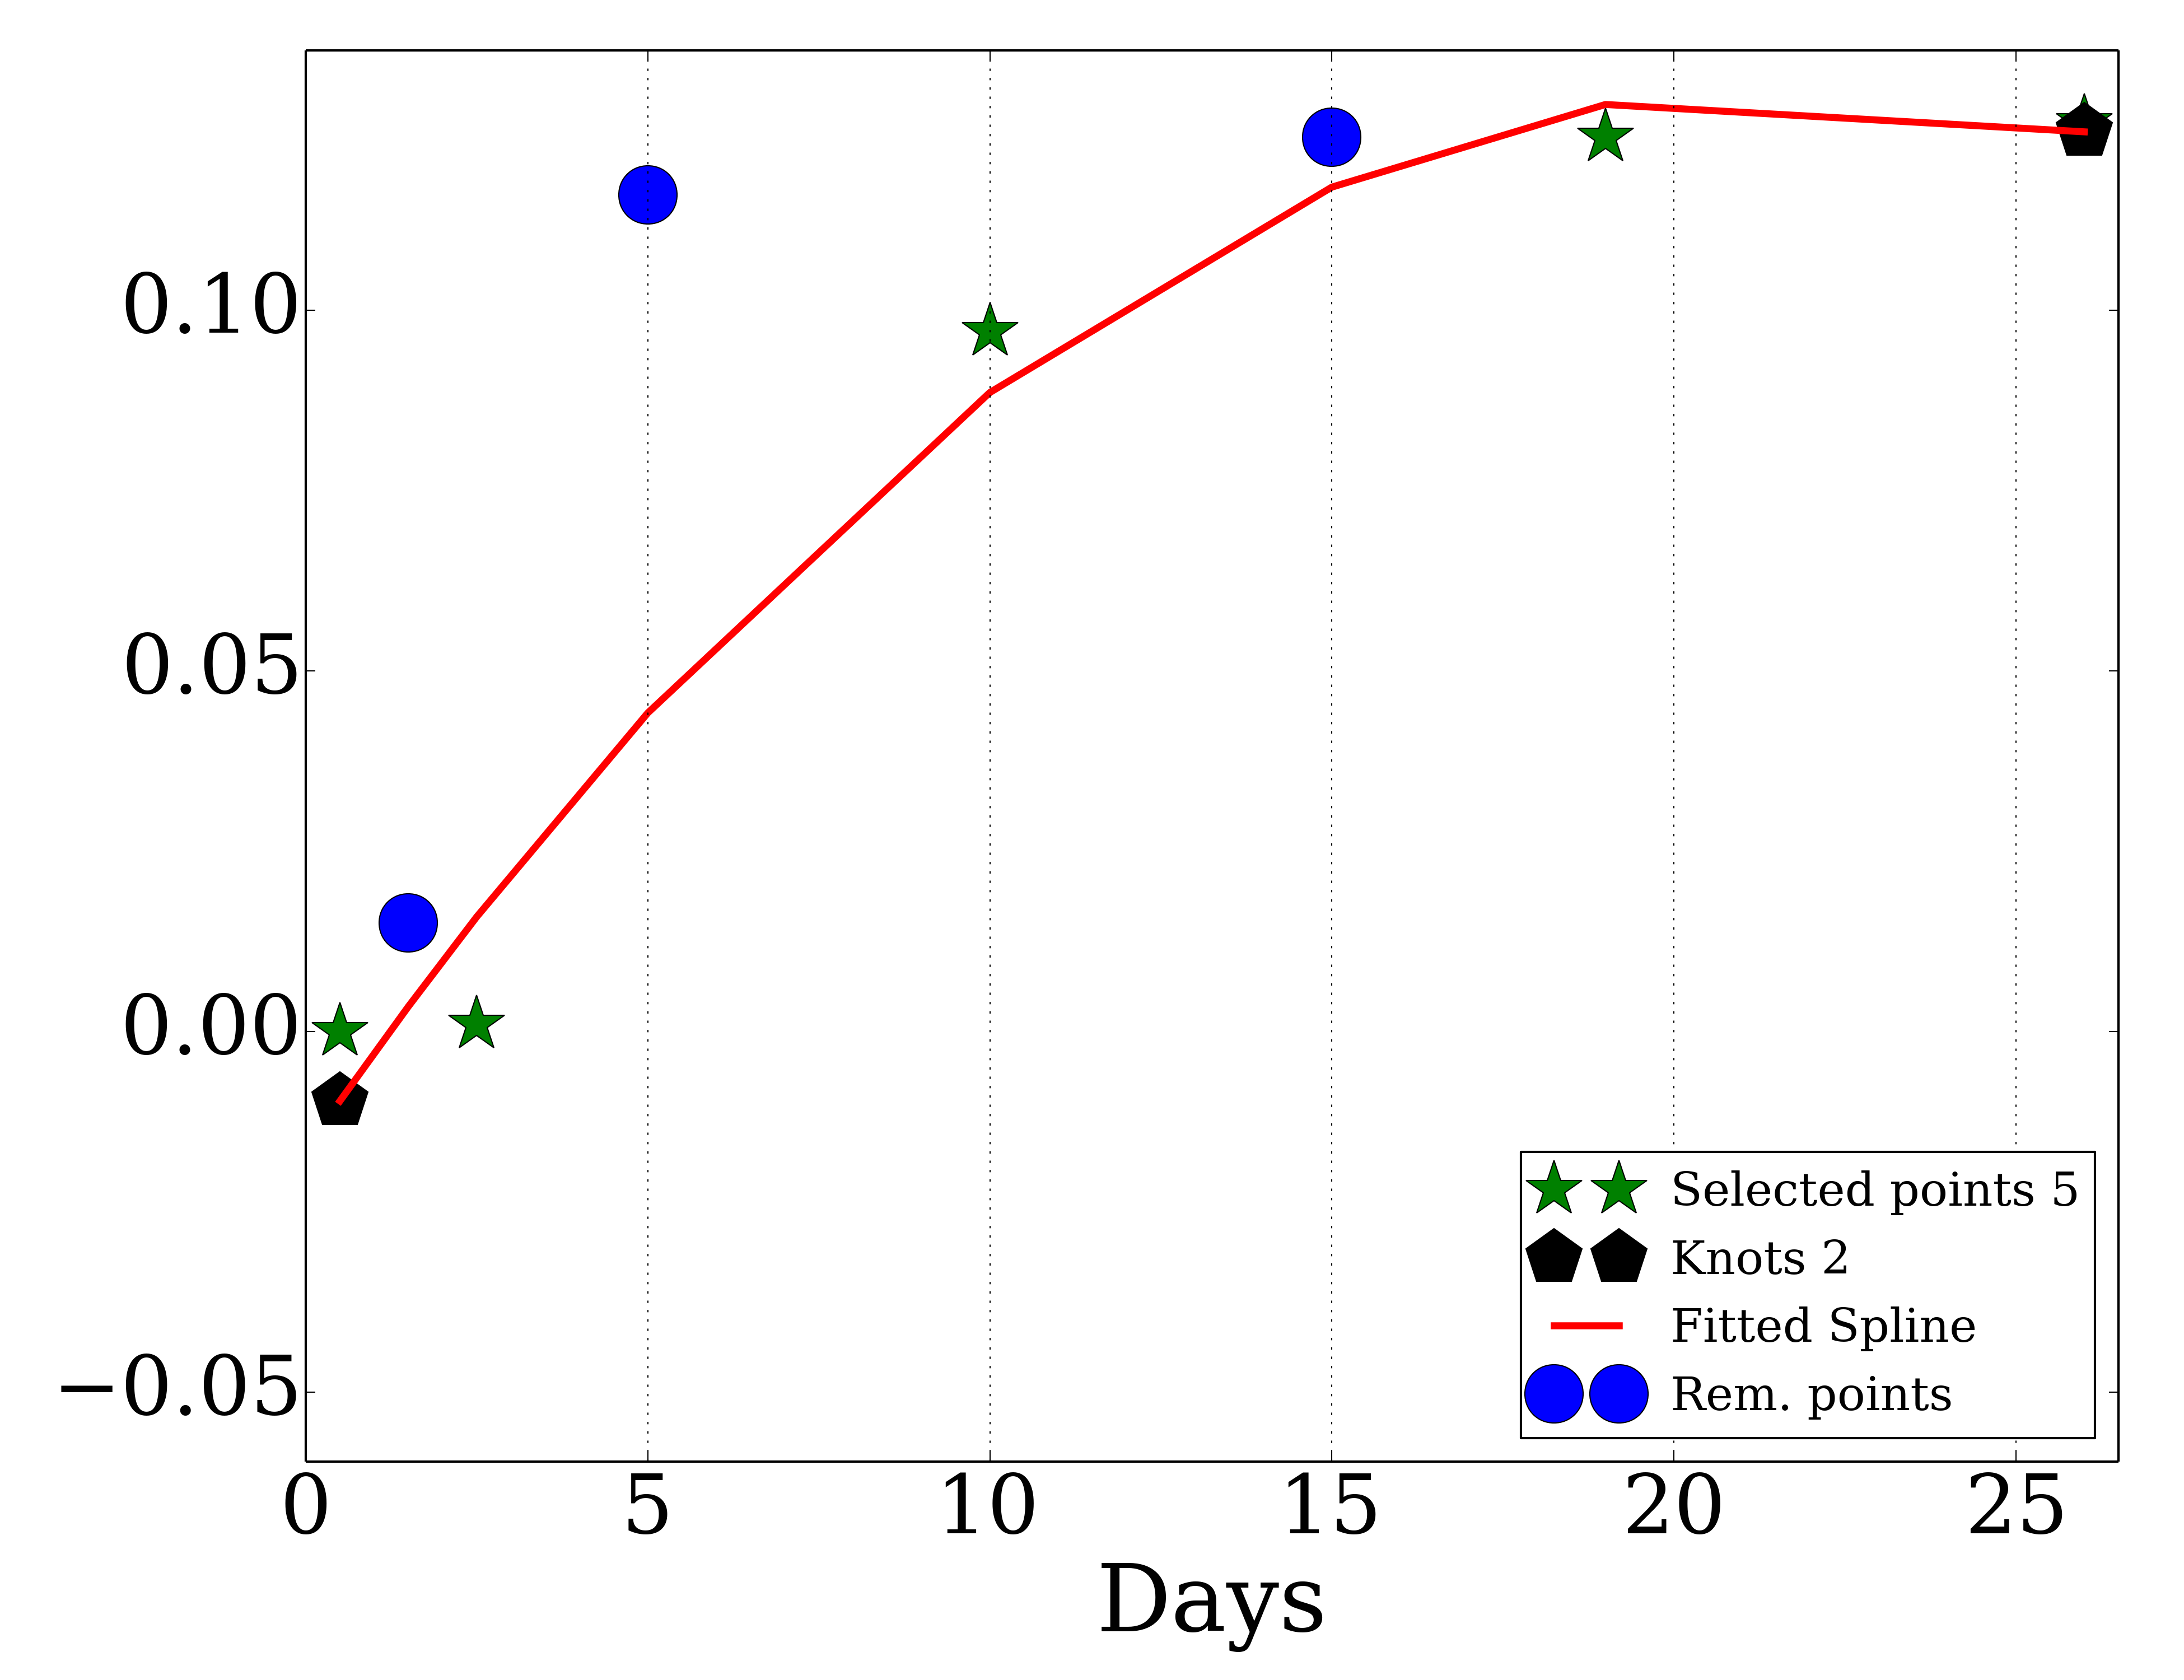 0.10
0.05
0.00
−0.05
0 5 10 15 20 25
Days
Selected points 5
Knots 2
Fitted Spline
Rem. points